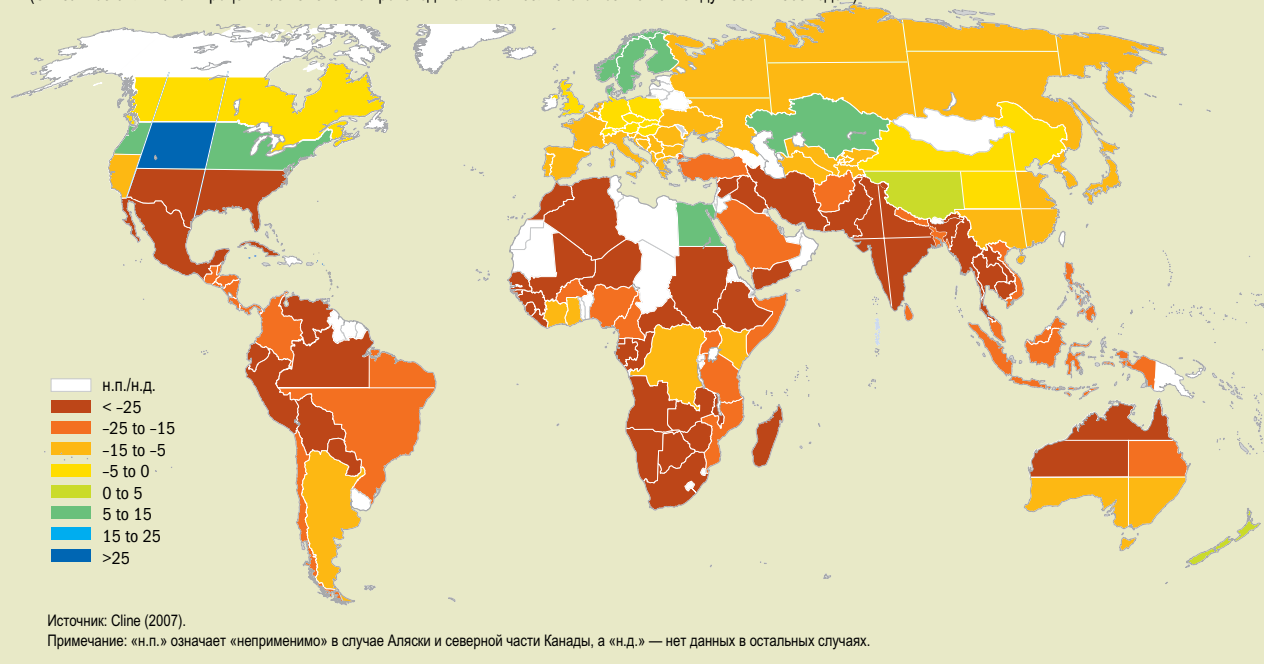 н.п./н.д.
< –25
–25 to –15
–15 to –5
–5 to 0
0 to 5
5 to 15
15 to 25
>25
Источник: Cline (2007).
Примечание: «н.п.» означает «неприменимо» в случае Аляски и северной части Канады, а «н.д.» — нет данных в остальных случаях.